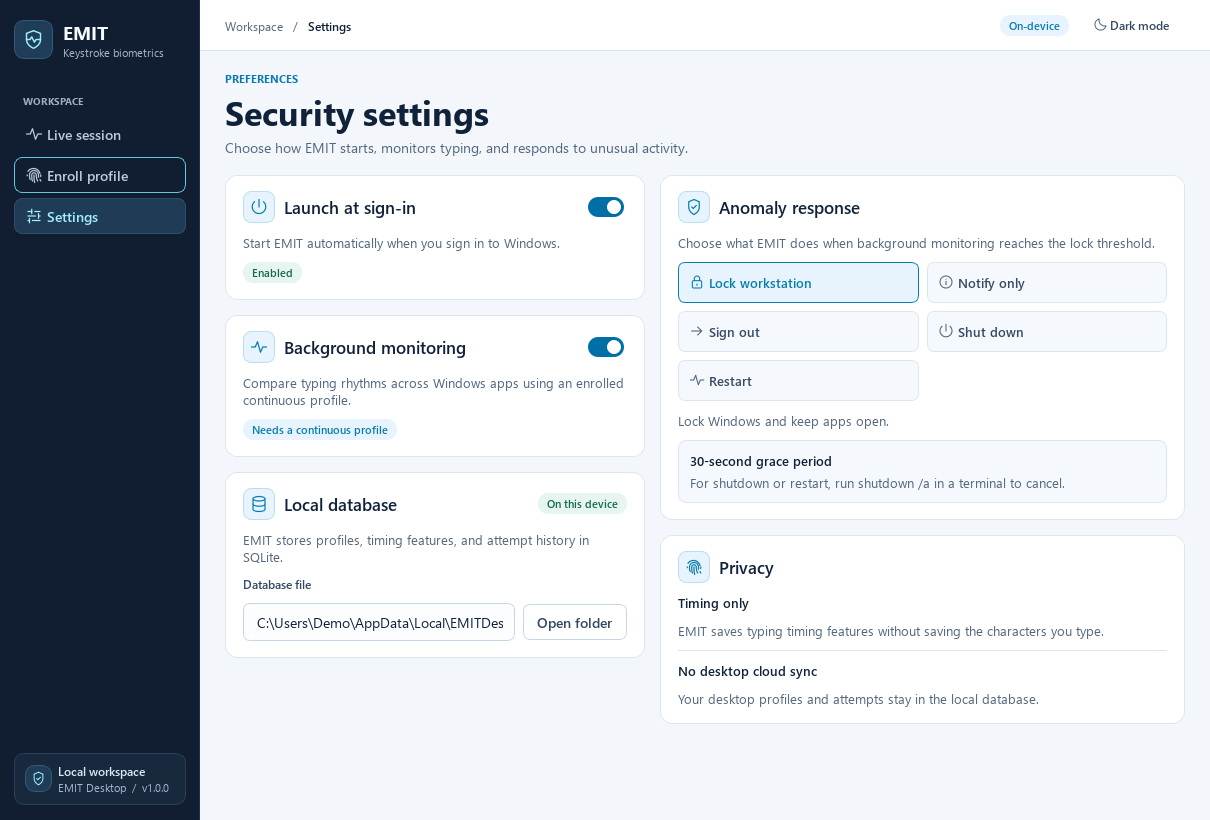 EMIT
Keystroke biometrics
WORKSPACE
Live session
Enroll profile
Settings
Local workspace
EMIT Desktop / v1.0.0
Workspace / Settings
On-device
Dark mode
PREFERENCES
Security settings
Choose how EMIT starts, monitors typing, and responds to unusual activity.
Launch at sign-in
Start EMIT automatically when you sign in to Windows.
Enabled
Background monitoring
Compare typing rhythms across Windows apps using an enrolled
continuous profile.
Needs a continuous profile
Local database
On this device
EMIT stores profiles, timing features, and attempt history in
SQLite.
Database file
C:\Users\Demo\AppData\Local\EMITDes
Open folder
Anomaly response
Choose what EMIT does when background monitoring reaches the lock threshold.
Lock workstation
Notify only
Sign out
Shut down
Restart
Lock Windows and keep apps open.
30-second grace period
For shutdown or restart, run shutdown /a in a terminal to cancel.
Privacy
Timing only
EMIT saves typing timing features without saving the characters you type.
No desktop cloud sync
Your desktop profiles and attempts stay in the local database.